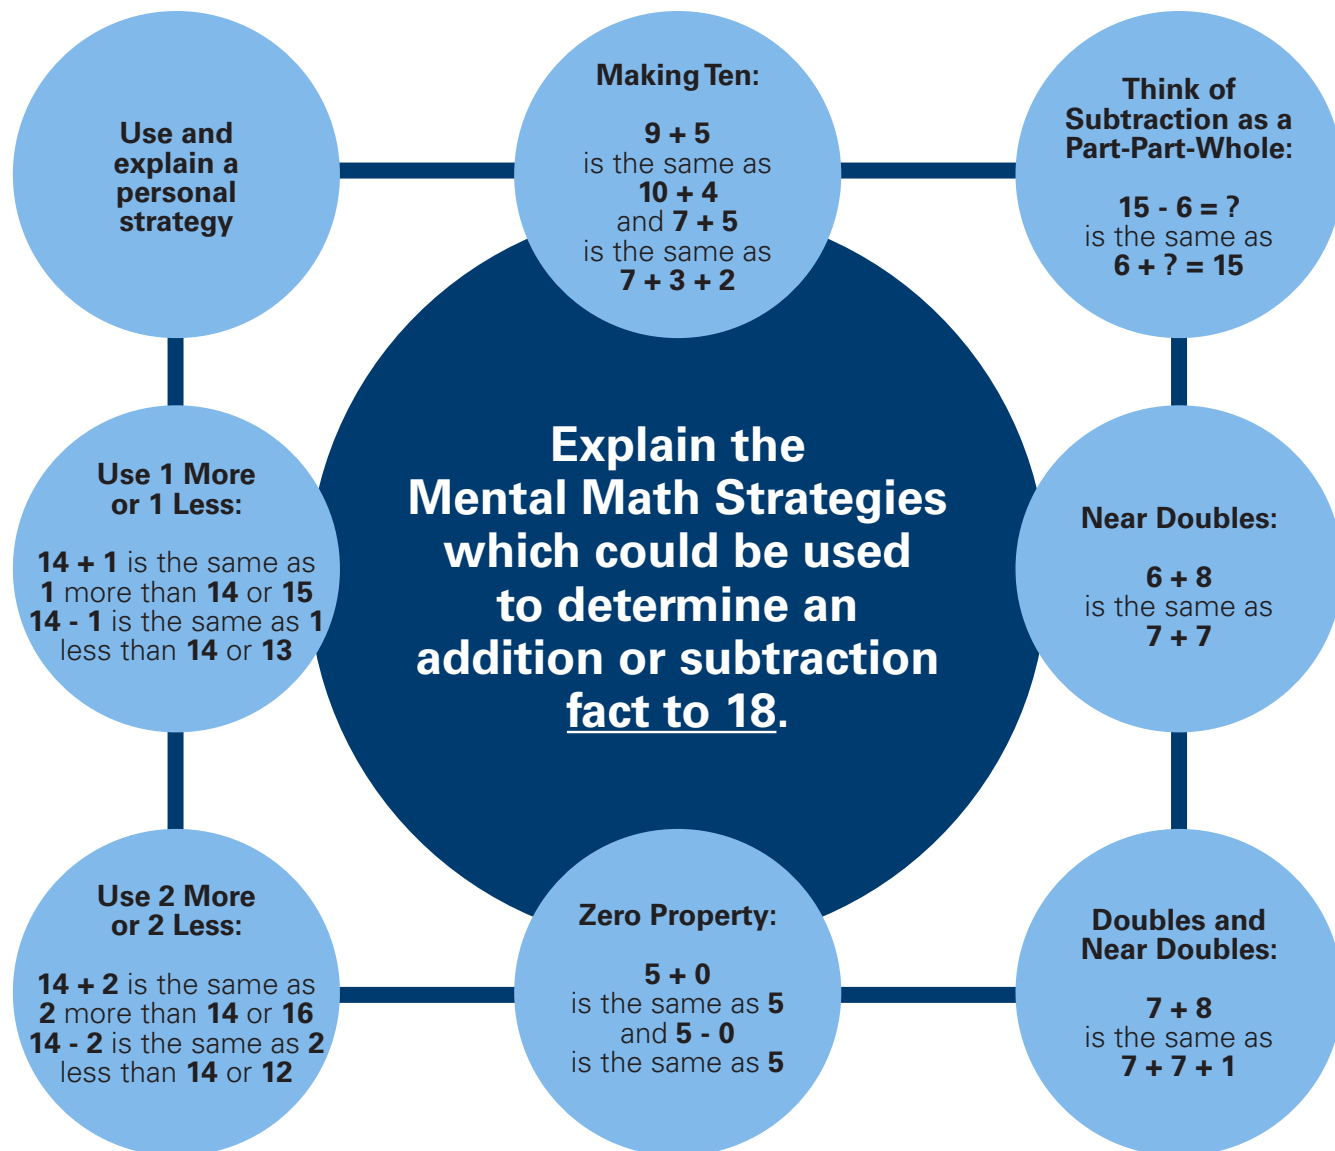 Use and
explain a
personal
strategy
Making Ten:
9 + 5
is the same as
10 + 4
and 7 + 5
is the same as
7 + 3 + 2
Think of
Subtraction as a
Part-Part-Whole:
15 - 6 = ?
is the same as
6 + ? = 15
Use 1 More
or 1 Less:
14 + 1 is the same as
1 more than 14 or 15
14 - 1 is the same as 1
less than 14 or 13
Explain the
Mental Math Strategies
which could be used
to determine an
addition or subtraction
fact to 18.
Near Doubles:
6 + 8
is the same as
7 + 7
Use 2 More
or 2 Less:
14 + 2 is the same as
2 more than 14 or 16
14 - 2 is the same as 2
less than 14 or 12
Zero Property:
5 + 0
is the same as 5
and 5 - 0
is the same as 5
Doubles and
Near Doubles:
7 + 8
is the same as
7 + 7 + 1